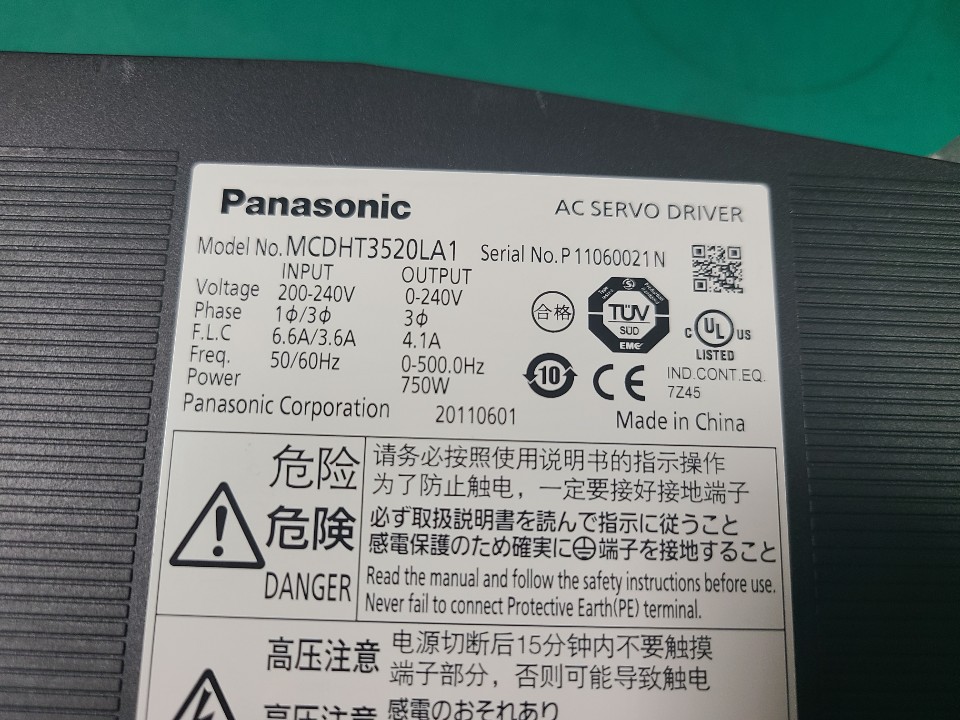 Panasonic
AC SERVO DRIVER
Model No. MCDHT3520LA1 Serial No. P11060021N
INPUT OUTPUT
Voltage 200-240V 0-240V
Phase 1ϕ/3ϕ 3ϕ
F.L.C 6.6A/3.6A 4.1A
Freq. 50/60Hz 0-500.0Hz
Power 750W
合格
TÜV
SÜD
EMC
C UL US
LISTED
10
CE
IND.CONT.EQ.
7Z45
Panasonic Corporation 20110601 Made in China
危险
请务必按照使用说明书的指示操作
为了防止触电，一定要接好接地端子
危険
必ず取扱説明書を読んで指示に従うこと
感電保護のため確実に⏚端子を接地すること
DANGER
Read the manual and follow the safety instructions before use.
Never fail to connect Protective Earth(PE) terminal.
高压注意
电源切断后15分钟内不要触摸
端子部分，否则可能导致触电
高圧注意
感電のおそれあり